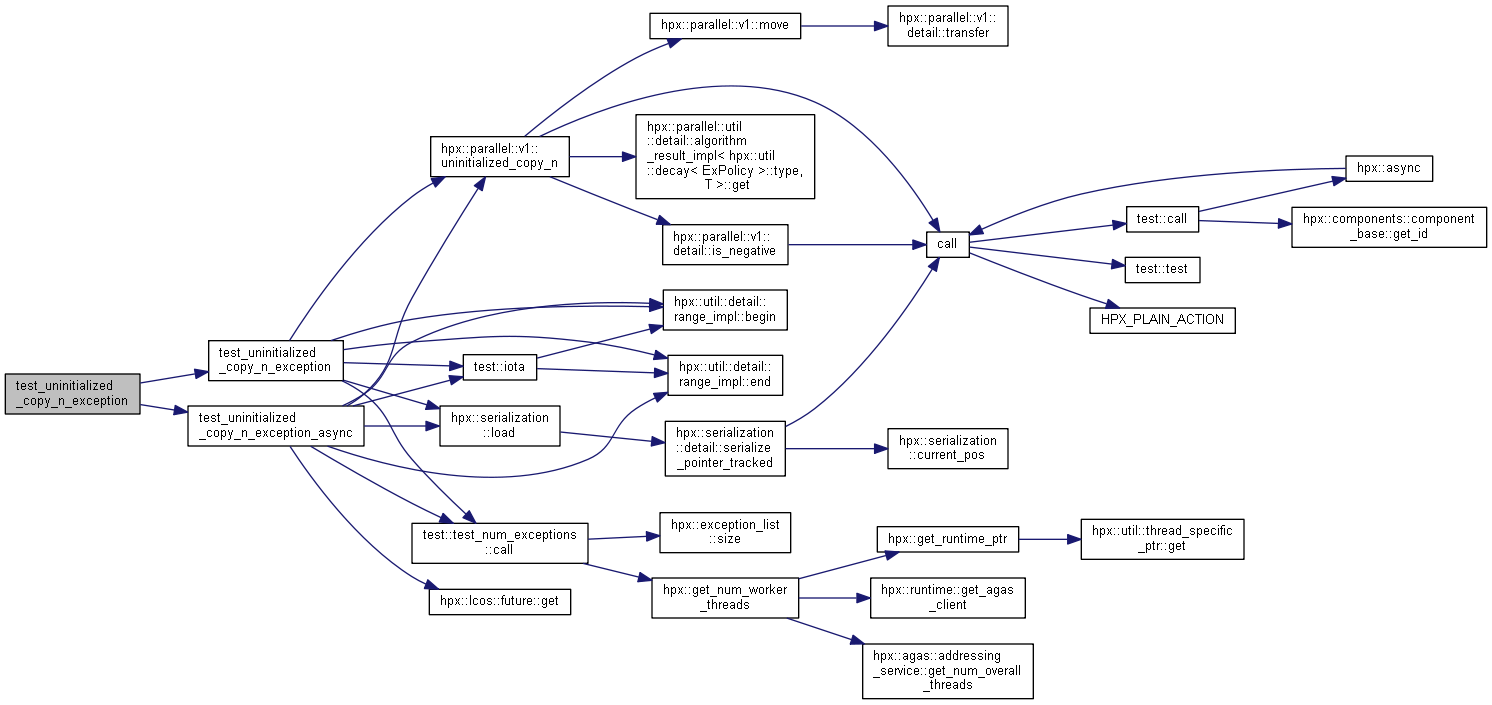 test_uninitialized
_copy_n_exception
test_uninitialized
_copy_n_exception
test_uninitialized
_copy_n_exception_async
hpx::parallel::v1::
uninitialized_copy_n
test::iota
hpx::serialization
::load
test::test_num_exceptions
::call
hpx::lcos::future::get
hpx::parallel::v1::move
hpx::parallel::util
::detail::algorithm
_result_impl< hpx::util
::decay< ExPolicy >::type,
T >::get
hpx::parallel::v1::
detail::is_negative
hpx::util::detail::
range_impl::begin
hpx::util::detail::
range_impl::end
hpx::serialization
::detail::serialize
_pointer_tracked
hpx::exception_list
::size
hpx::get_num_worker
_threads
hpx::parallel::v1::
detail::transfer
call
hpx::serialization
::current_pos
hpx::get_runtime_ptr
hpx::runtime::get_agas
_client
hpx::agas::addressing
_service::get_num_overall
_threads
test::call
test::test
HPX_PLAIN_ACTION
hpx::util::thread_specific
_ptr::get
hpx::async
hpx::components::component
_base::get_id